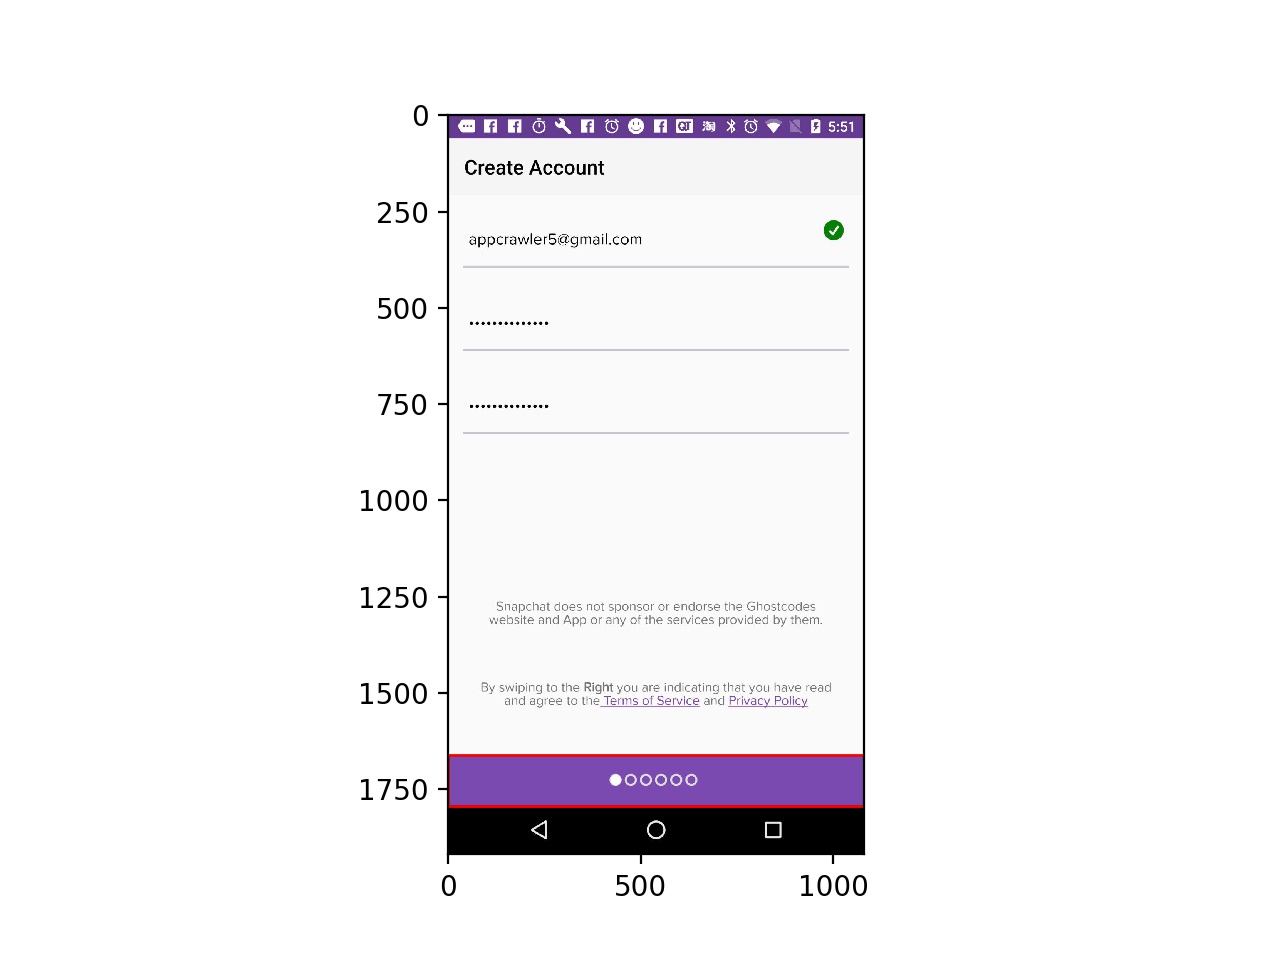 0
250
500
750
1000
1250
1500
1750
5:51
Create Account
appcrawler5@gmail.com
••••••••••••••
••••••••••••••
Snapchat does not sponsor or endorse the Ghostcodes
website and App or any of the services provided by them.
By swiping to the Right you are indicating that you have read
and agree to the Terms of Service and Privacy Policy
0 500 1000